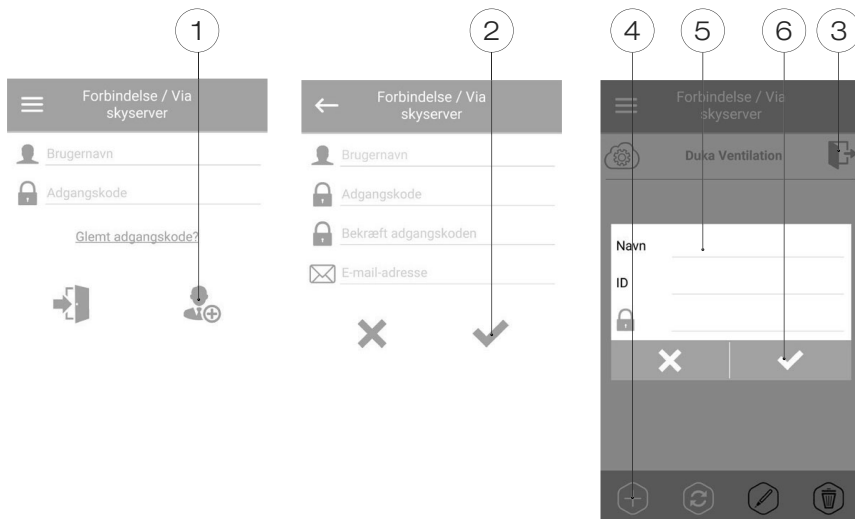 1
2
4
5
6
3
Forbindelse / Via
skyserver
Brugernavn
Adgangskode
Glemt adgangskode?
Forbindelse / Via
skyserver
Brugernavn
Adgangskode
Bekræft adgangskoden
E-mail-adresse
Forbindelse / Via
skyserver
Duka Ventilation
Navn
ID